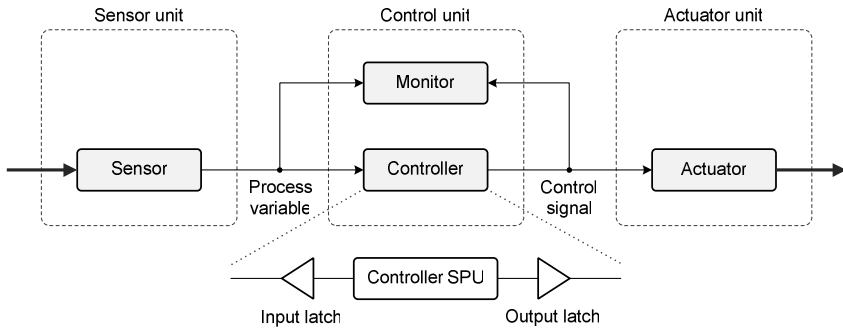 Sensor unit
Control unit
Actuator unit
Monitor
Sensor
Controller
Actuator
Process
variable
Control
signal
Controller SPU
Input latch
Output latch